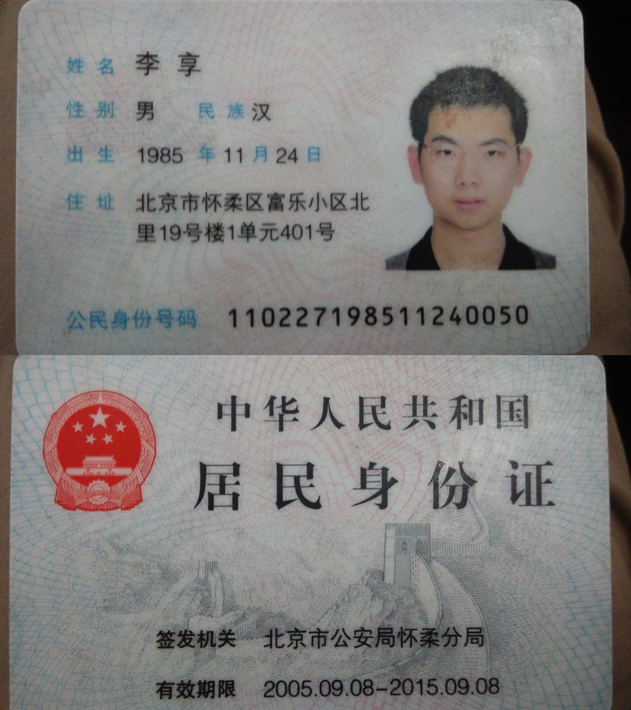 姓名 李享
性别 男 民族 汉
出生 1985 年 11 月 24 日
住址 北京市怀柔区富乐小区北
里19号楼1单元401号
公民身份号码 110227198511240050
中华人民共和国
居民身份证
签发机关 北京市公安局怀柔分局
有效期限 2005.09.08-2015.09.08